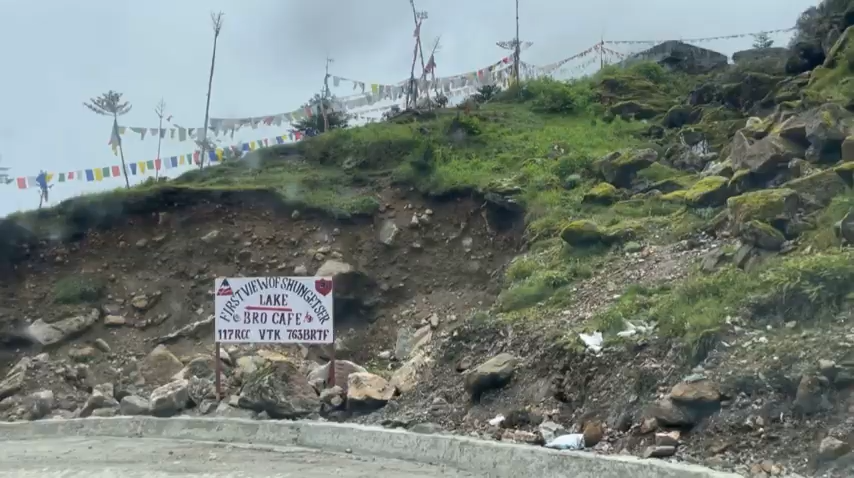 FIRST VIEW OF SHUNGETSER
LAKE
& BRO CAFE &
117RCC VTK 763BRTF